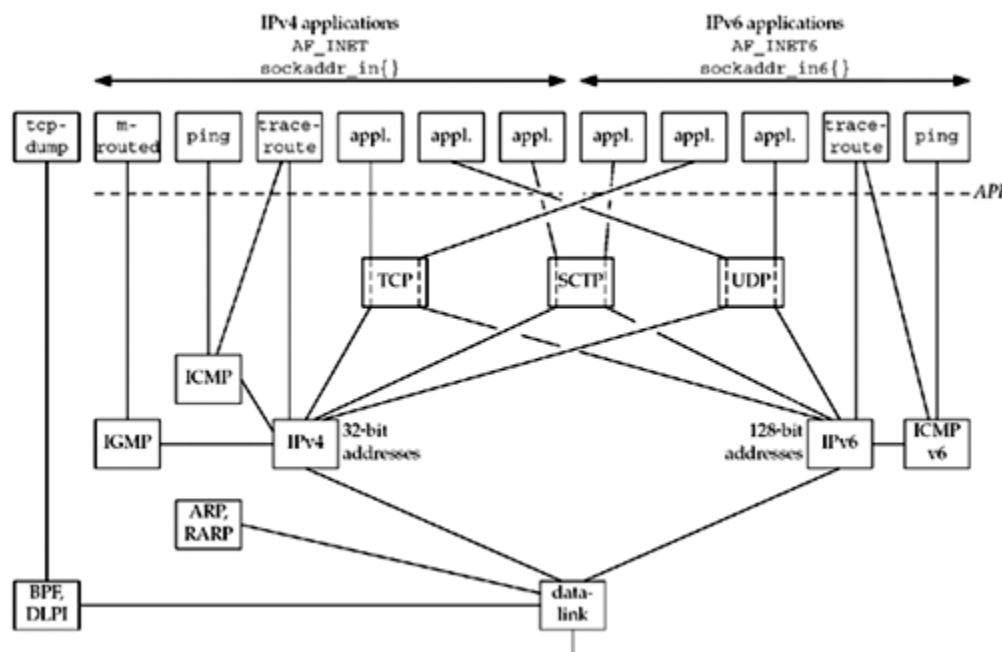 IPv4 applications
AF_INET
sockaddr_in{}
IPv6 applications
AF_INET6
sockaddr_in6{}
tcp-
dump
m-
routed
ping
trace-
route
appl.
appl.
appl.
appl.
appl.
appl.
trace-
route
ping
API
TCP
SCTP
UDP
ICMP
IGMP
IPv4
32-bit
addresses
128-bit
addresses
IPv6
ICMP
v6
ARP,
RARP
BPF,
DLPI
data-
link